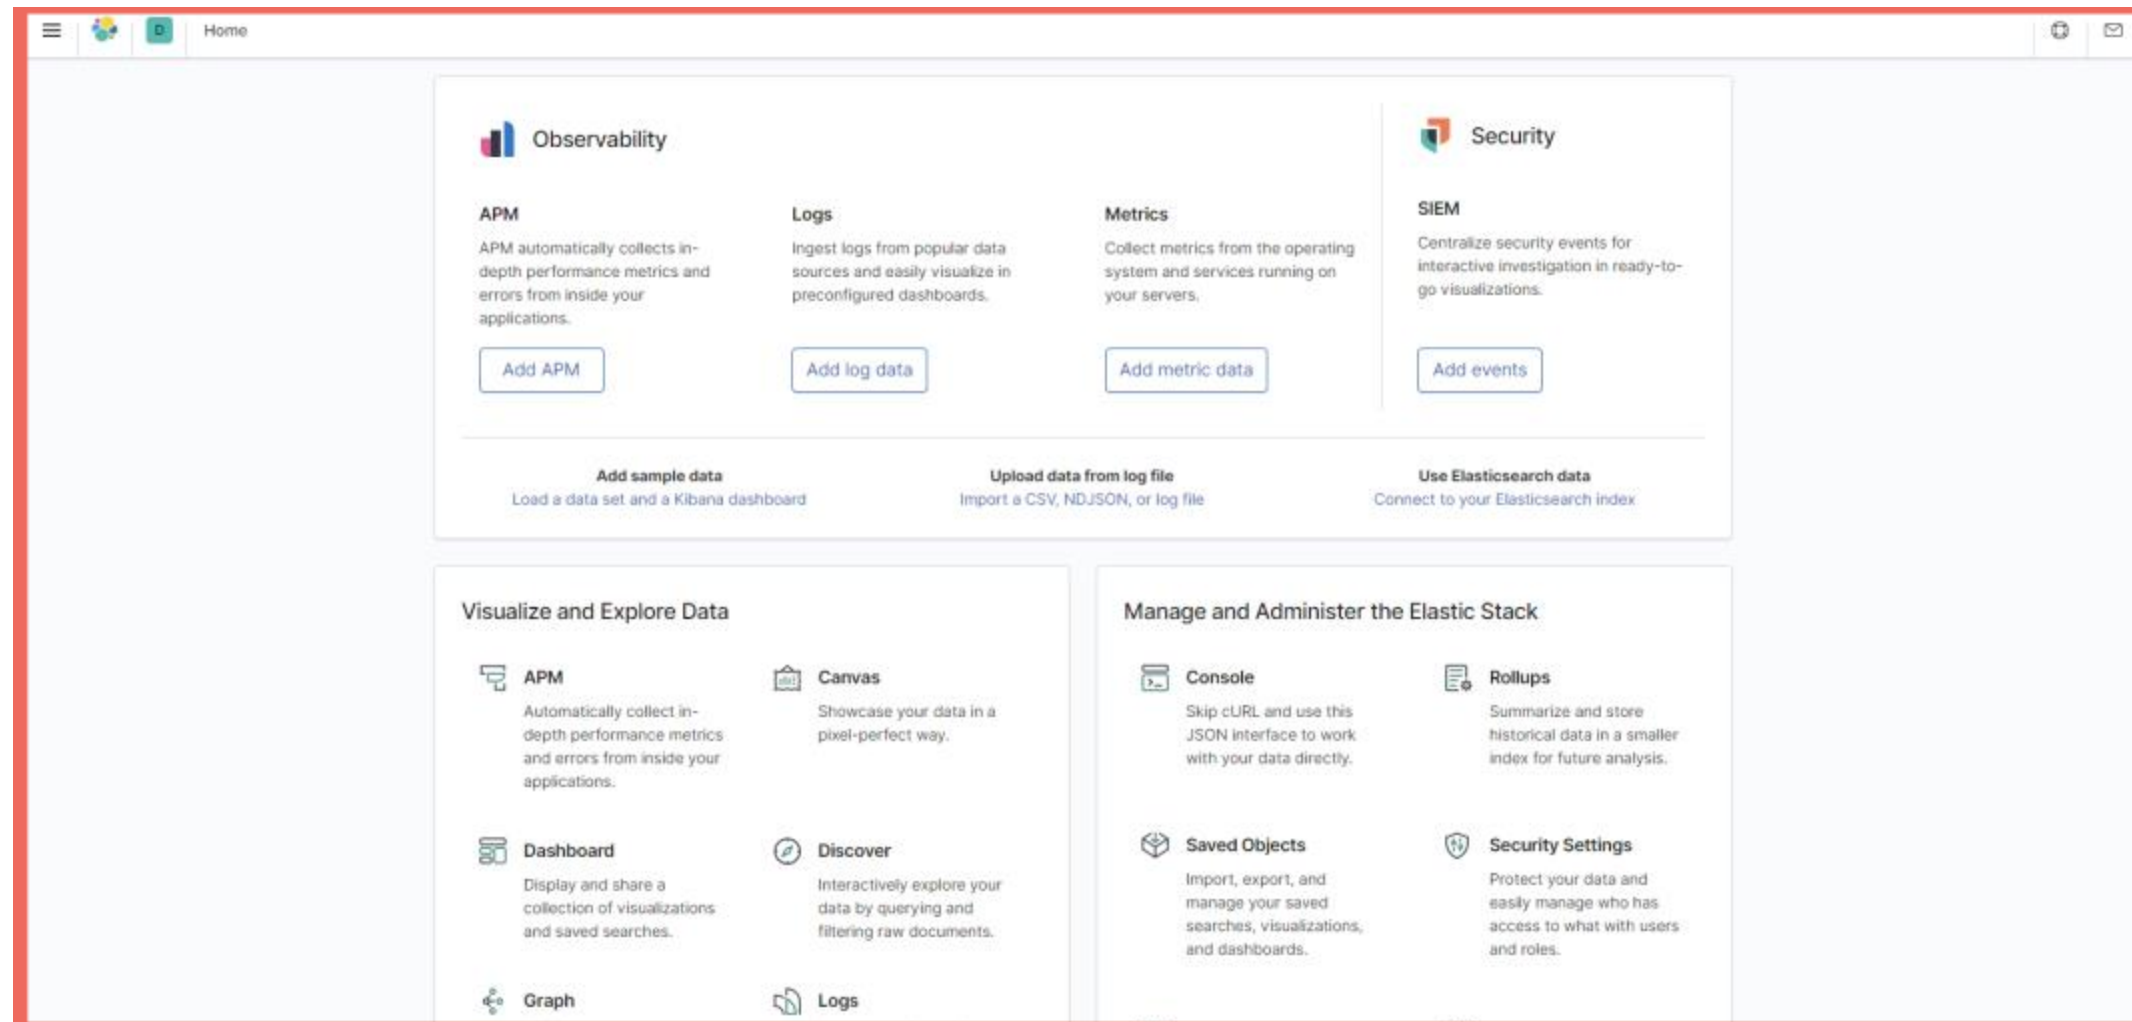 D Home
Observability
Security
APM
APM automatically collects in-
depth performance metrics and
errors from inside your
applications.
Add APM
Logs
Ingest logs from popular data
sources and easily visualize in
preconfigured dashboards.
Add log data
Metrics
Collect metrics from the operating
system and services running on
your servers.
Add metric data
SIEM
Centralize security events for
interactive investigation in ready-to-
go visualizations.
Add events
Add sample data
Load a data set and a Kibana dashboard
Upload data from log file
Import a CSV, NDJSON, or log file
Use Elasticsearch data
Connect to your Elasticsearch index
Visualize and Explore Data
APM
Automatically collect in-
depth performance metrics
and errors from inside your
applications.
Canvas
Showcase your data in a
pixel-perfect way.
Dashboard
Display and share a
collection of visualizations
and saved searches.
Discover
Interactively explore your
data by querying and
filtering raw documents.
Graph
Logs
Manage and Administer the Elastic Stack
Console
Skip cURL and use this
JSON interface to work
with your data directly.
Rollups
Summarize and store
historical data in a smaller
index for future analysis.
Saved Objects
Import, export, and
manage your saved
searches, visualizations,
and dashboards.
Security Settings
Protect your data and
easily manage who has
access to what with users
and roles.